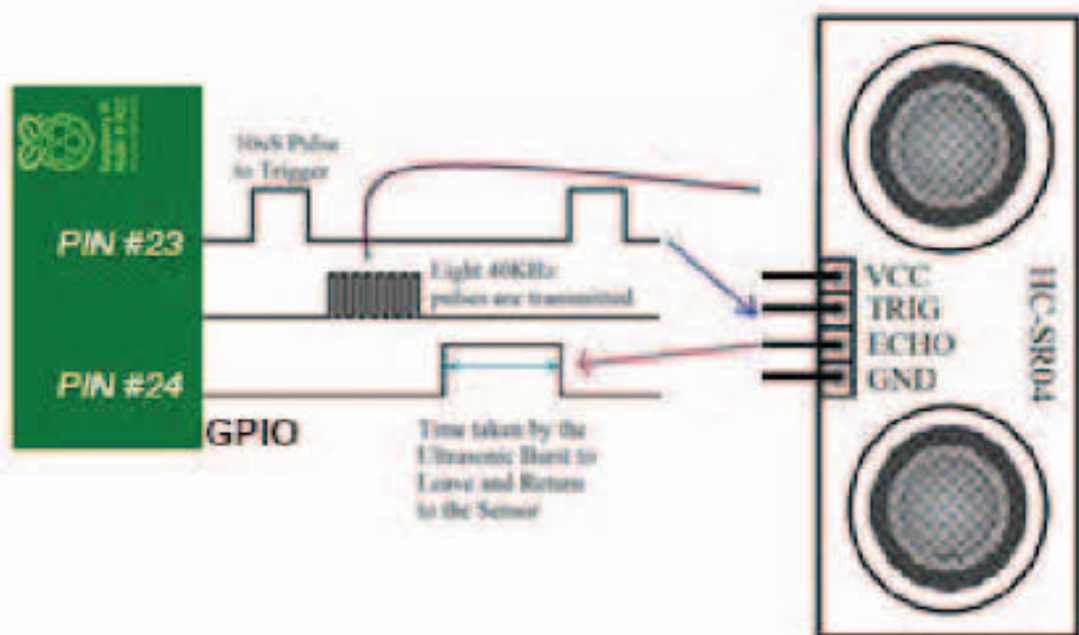 10uS Pulse
to Trigger
PIN #23
Eight 40KHz
pulses are transmitted
PIN #24
GPIO
Time taken by the
Ultrasonic Burst to
Leave and Return
to the Sensor
VCC
TRIG
ECHO
GND
HC-SR04